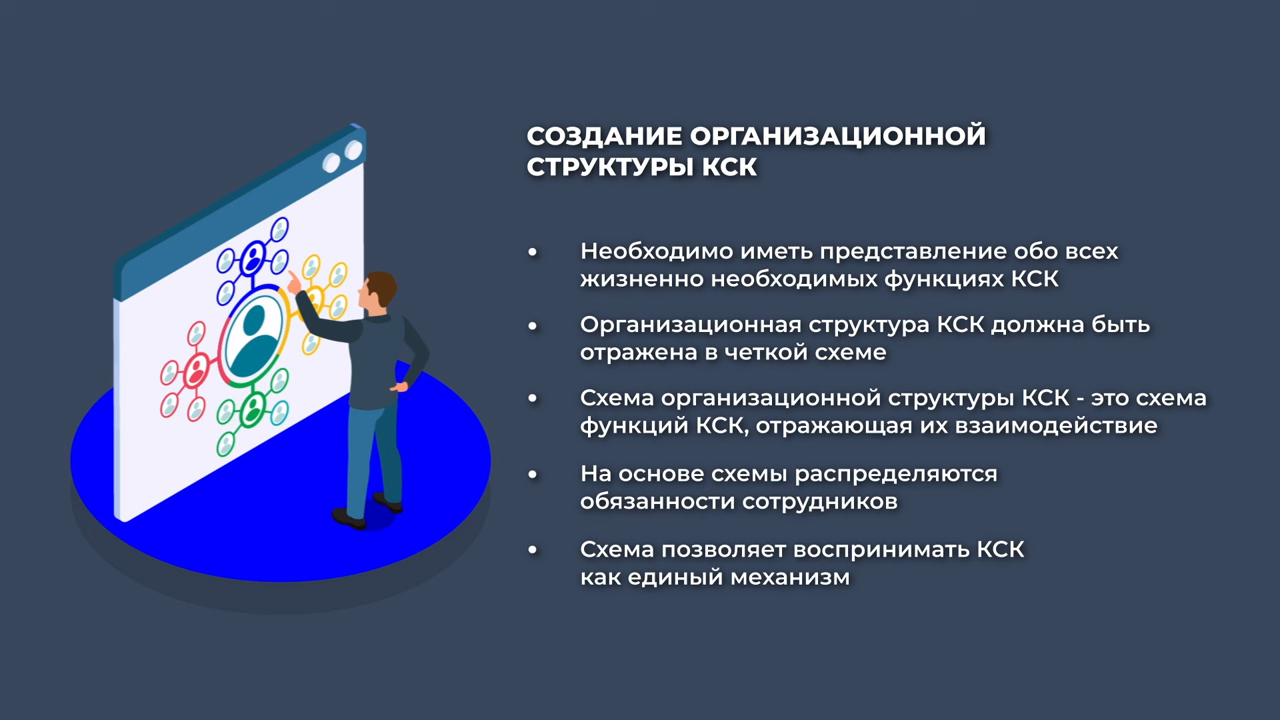 СОЗДАНИЕ ОРГАНИЗАЦИОННОЙ
СТРУКТУРЫ КСК
• Необходимо иметь представление обо всех
жизненно необходимых функциях КСК
• Организационная структура КСК должна быть
отражена в четкой схеме
• Схема организационной структуры КСК - это схема
функций КСК, отражающая их взаимодействие
• На основе схемы распределяются
обязанности сотрудников
• Схема позволяет воспринимать КСК
как единый механизм